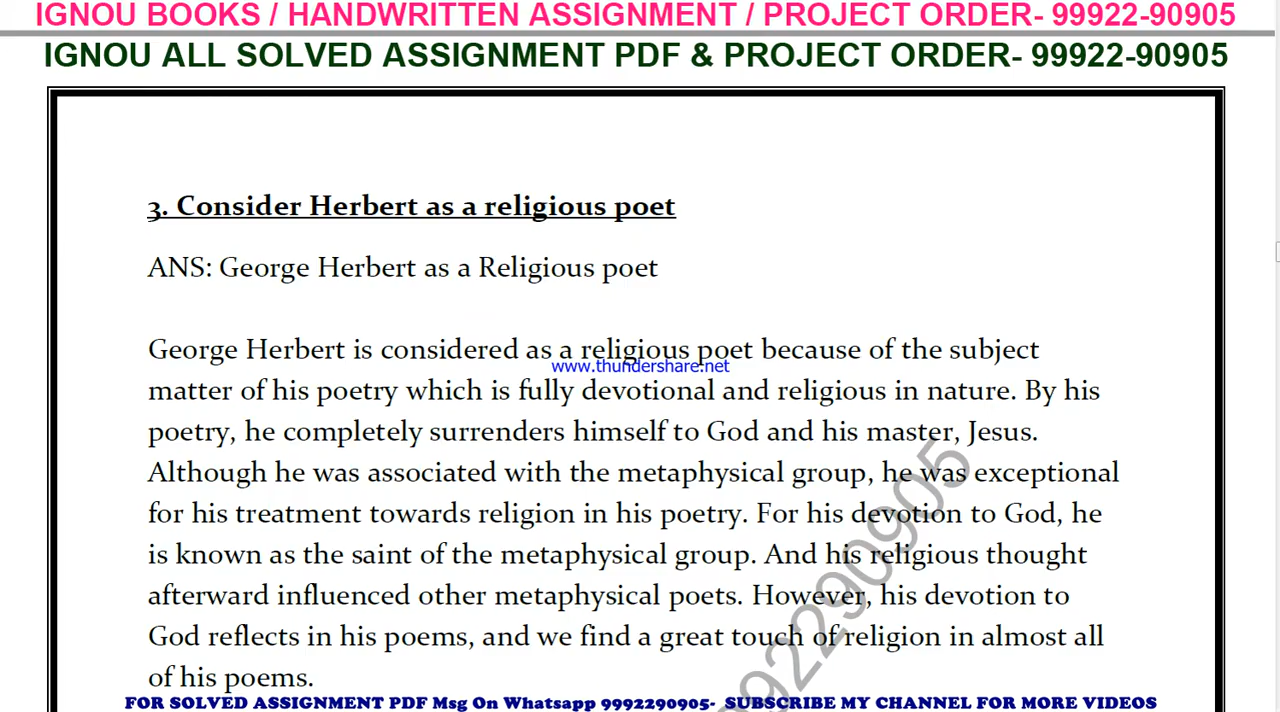 IGNOU BOOKS / HANDWRITTEN ASSIGNMENT / PROJECT ORDER- 99922-90905
IGNOU ALL SOLVED ASSIGNMENT PDF & PROJECT ORDER- 99922-90905
3. Consider Herbert as a religious poet
ANS: George Herbert as a Religious poet
George Herbert is considered as a religious poet because of the subject
www.thundershare.net
matter of his poetry which is fully devotional and religious in nature. By his
poetry, he completely surrenders himself to God and his master, Jesus.
Although he was associated with the metaphysical group, he was exceptional
for his treatment towards religion in his poetry. For his devotion to God, he
is known as the saint of the metaphysical group. And his religious thought
afterward influenced other metaphysical poets. However, his devotion to
God reflects in his poems, and we find a great touch of religion in almost all
of his poems.
9992290905
FOR SOLVED ASSIGNMENT PDF Msg On Whatsapp 9992290905- SUBSCRIBE MY CHANNEL FOR MORE VIDEOS